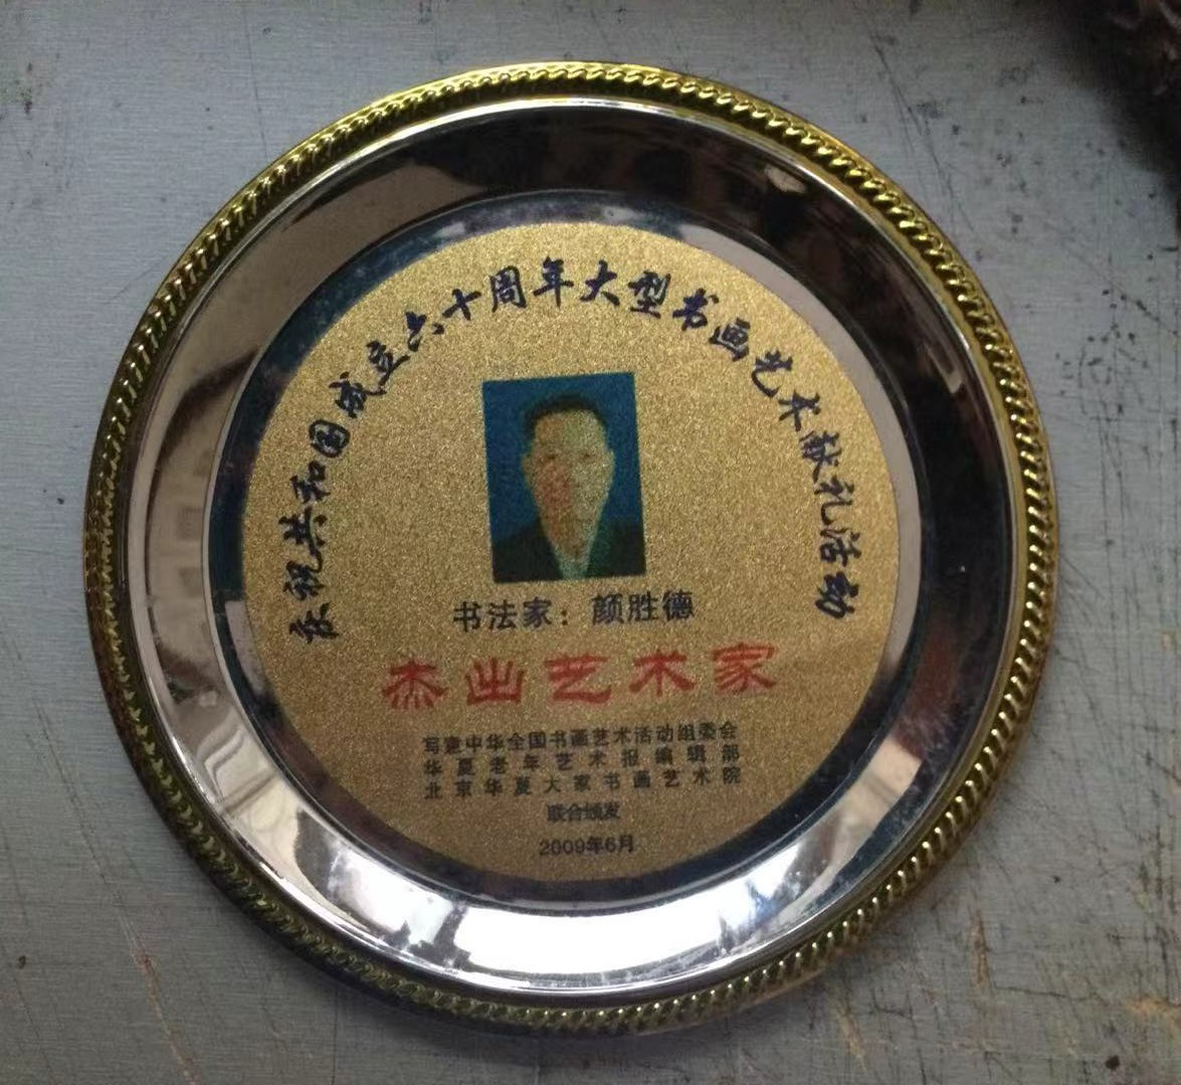 庆祝共和国成立六十周年大型书画艺术献礼活动
书法家：颜胜德
杰出艺术家
写意中华全国书画艺术活动组委会
华夏老年艺术报编辑部
北京华夏大家书画艺术院
联合颁发
2009年6月